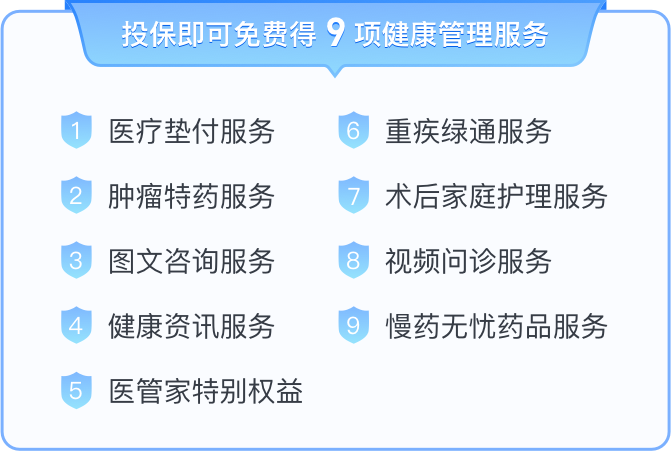 投保即可免费得9项健康管理服务
1 医疗垫付服务
2 肿瘤特药服务
3 图文咨询服务
4 健康资讯服务
5 医管家特别权益
6 重疾绿通服务
7 术后家庭护理服务
8 视频问诊服务
9 慢药无忧药品服务